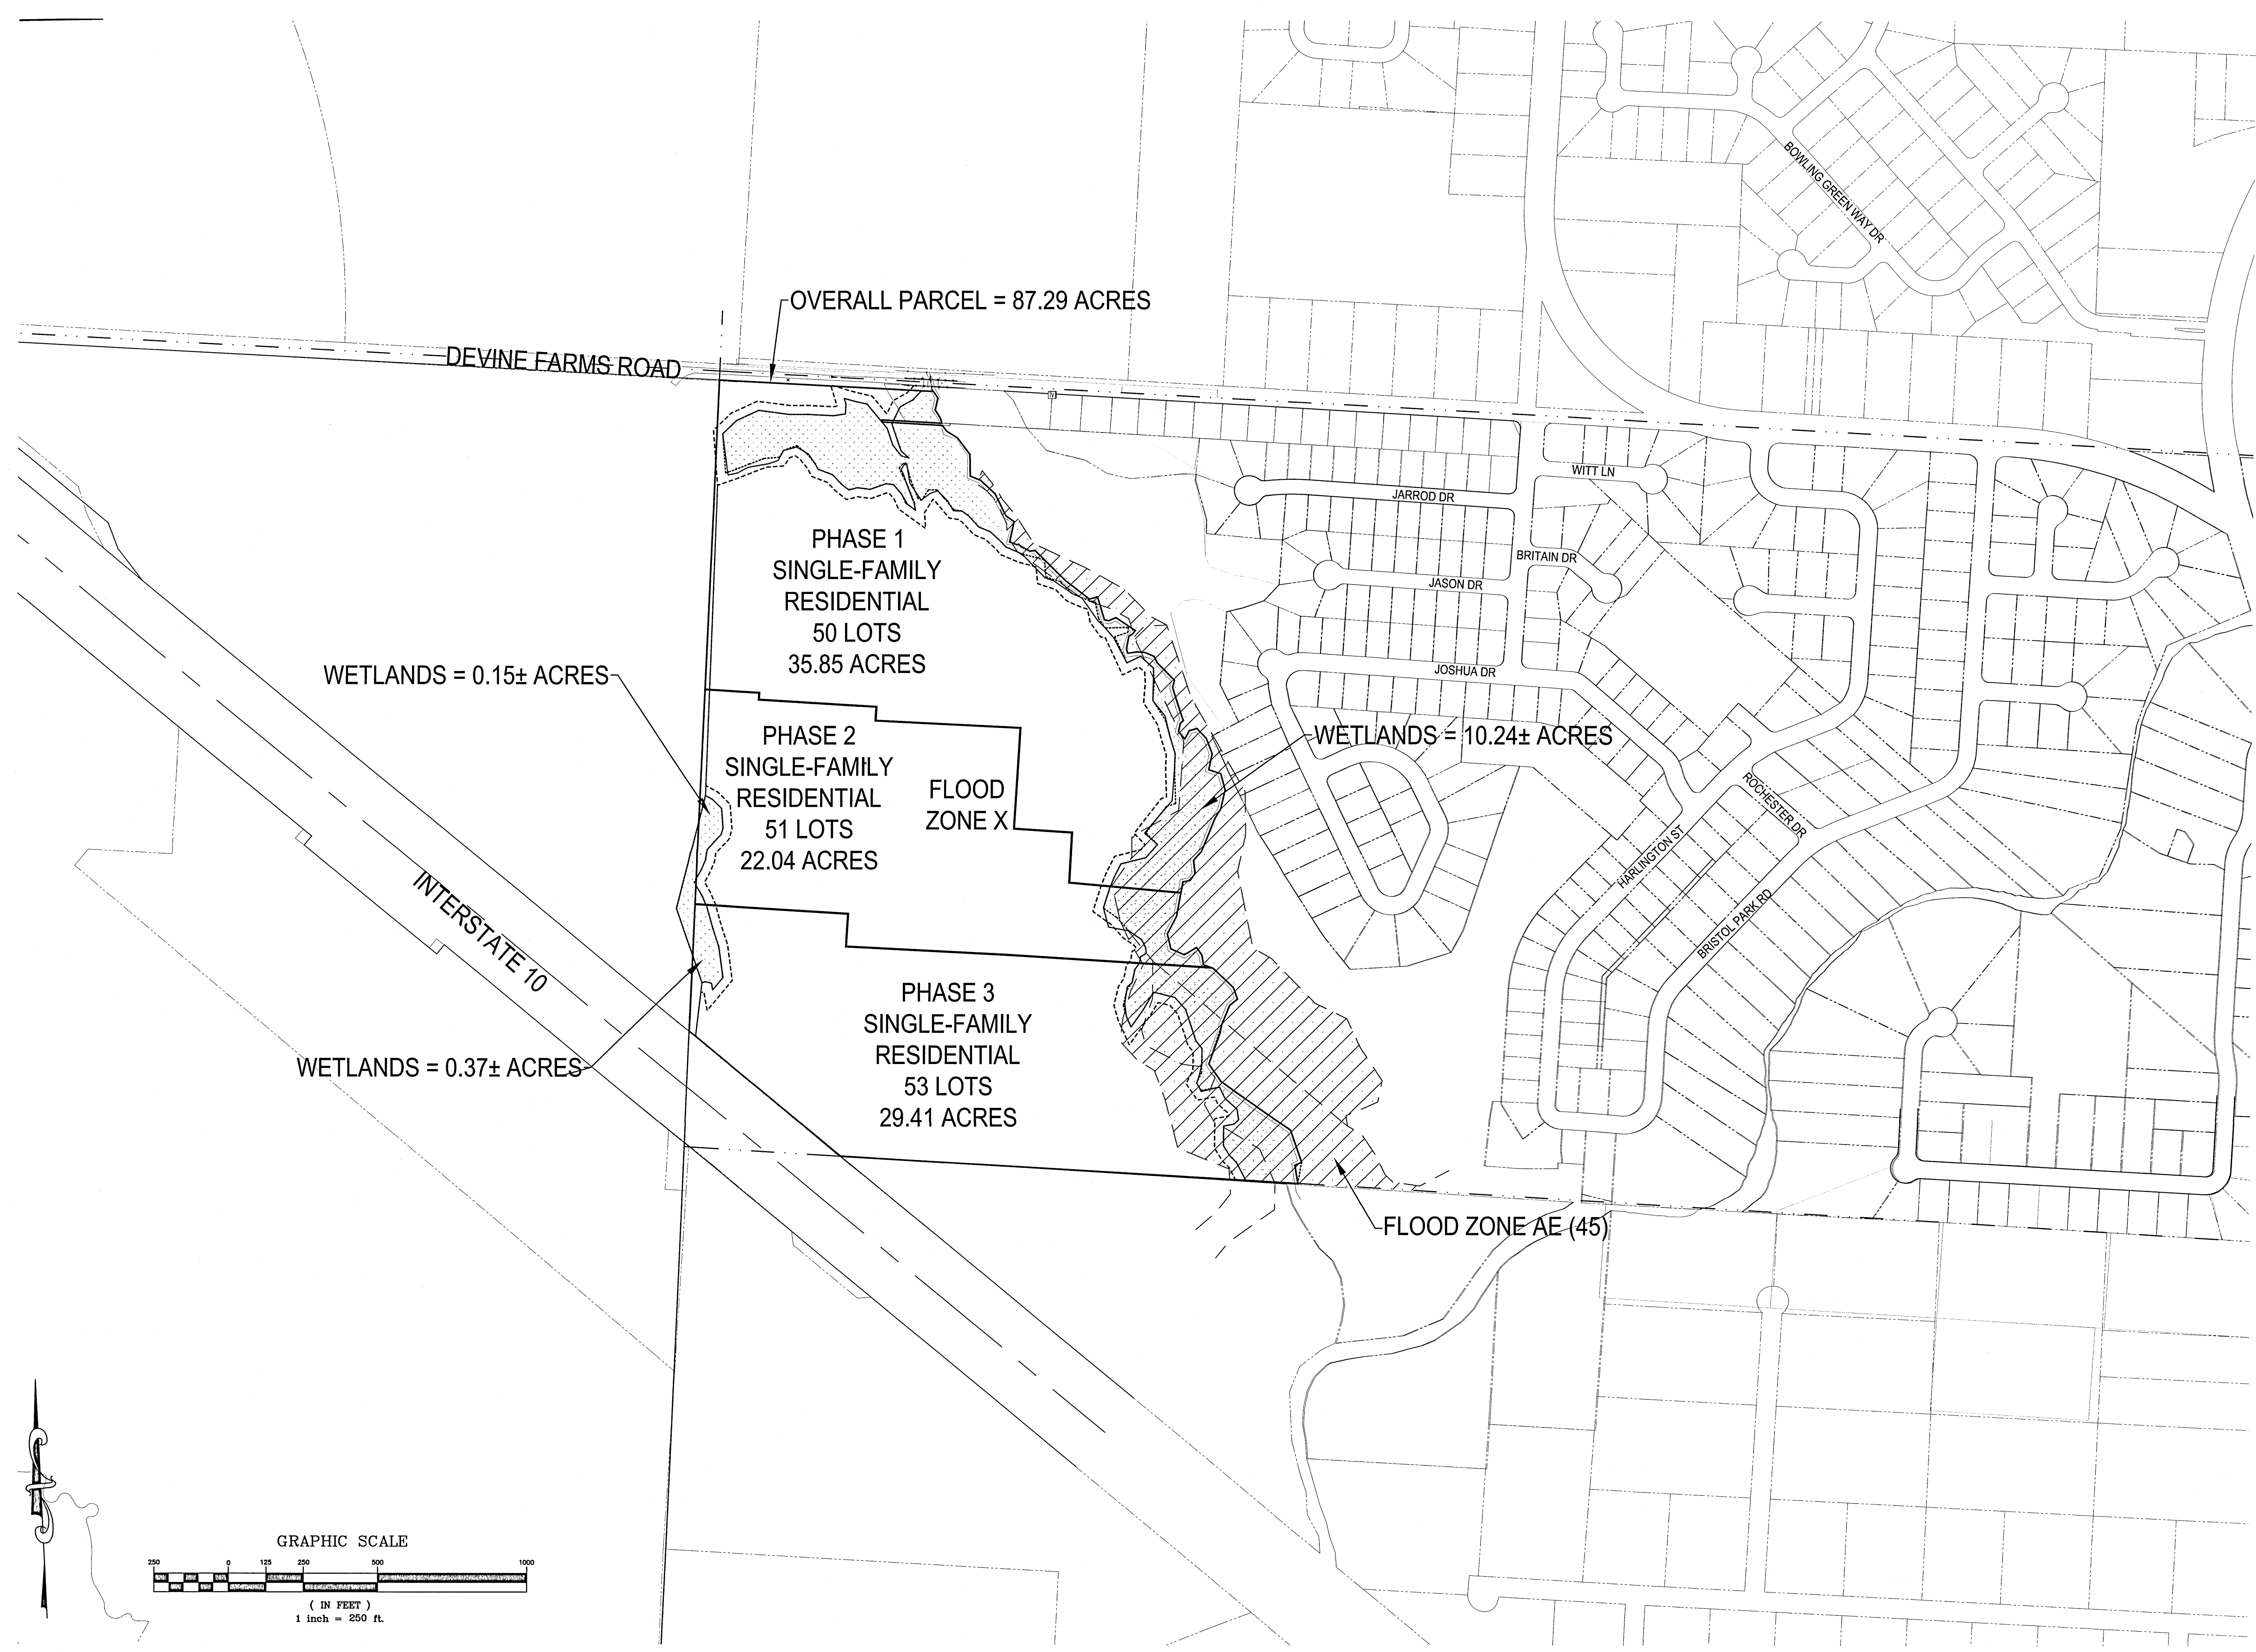 BOWLING GREEN WAY DR
OVERALL PARCEL = 87.29 ACRES
DEVINE FARMS ROAD
WITT LN
JARROD DR
BRITAIN DR
JASON DR
JOSHUA DR
PHASE 1
SINGLE-FAMILY
RESIDENTIAL
50 LOTS
35.85 ACRES
WETLANDS = 0.15± ACRES
PHASE 2
SINGLE-FAMILY
RESIDENTIAL
51 LOTS
22.04 ACRES
FLOOD
ZONE X
WETLANDS = 10.24± ACRES
ROCHESTER DR
HARLINGTON ST
BRISTOL PARK RD
INTERSTATE 10
PHASE 3
SINGLE-FAMILY
RESIDENTIAL
53 LOTS
29.41 ACRES
WETLANDS = 0.37± ACRES
FLOOD ZONE AE (45)
GRAPHIC SCALE
250 0 125 250 500 1000
( IN FEET )
1 inch = 250 ft.